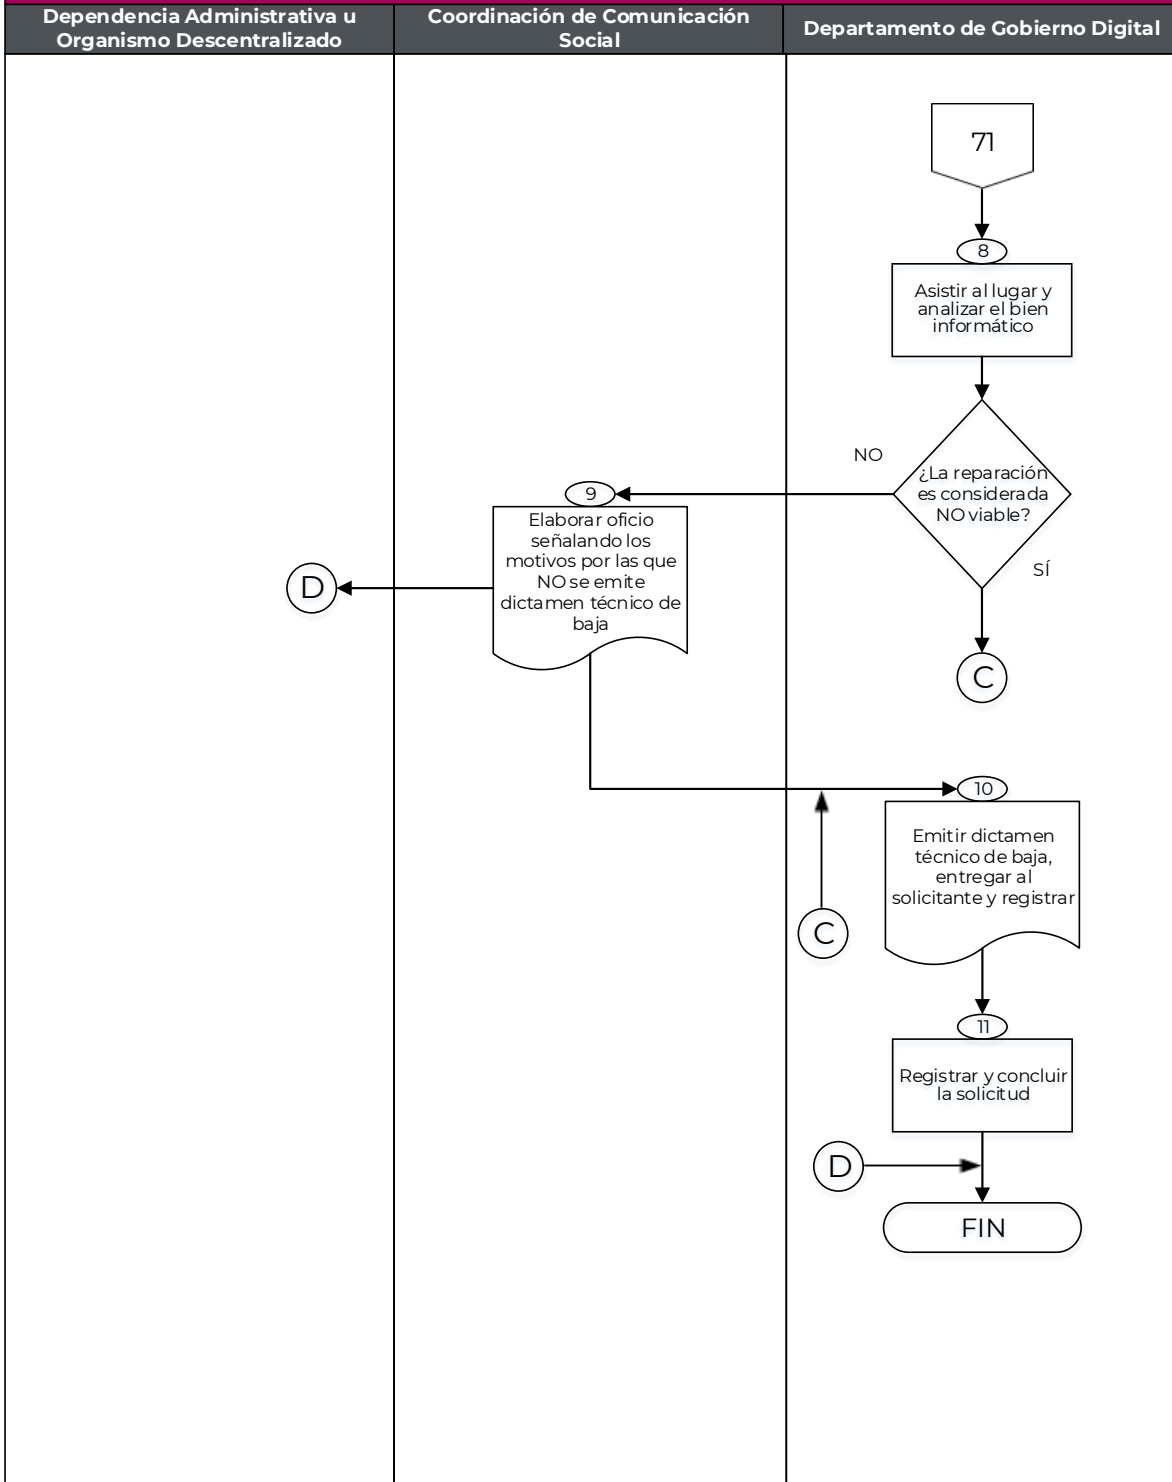 Dependencia Administrativa u
Organismo Descentralizado
Coordinación de Comunicación
Social
Departamento de Gobierno Digital
71
8
Asistir al lugar y
analizar el bien
informático
NO
¿La reparación
es considerada
NO viable?
SÍ
9
Elaborar oficio
señalando los
motivos por las que
NO se emite
dictamen técnico de
baja
D
C
10
Emitir dictamen
técnico de baja,
entregar al
solicitante y registrar
C
11
Registrar y concluir
la solicitud
D
FIN